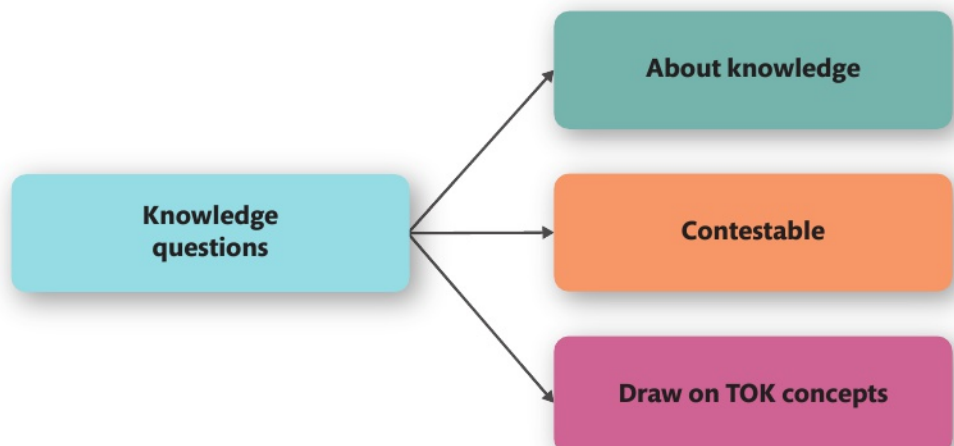 About knowledge
Knowledge
questions
Contestable
Draw on TOK concepts